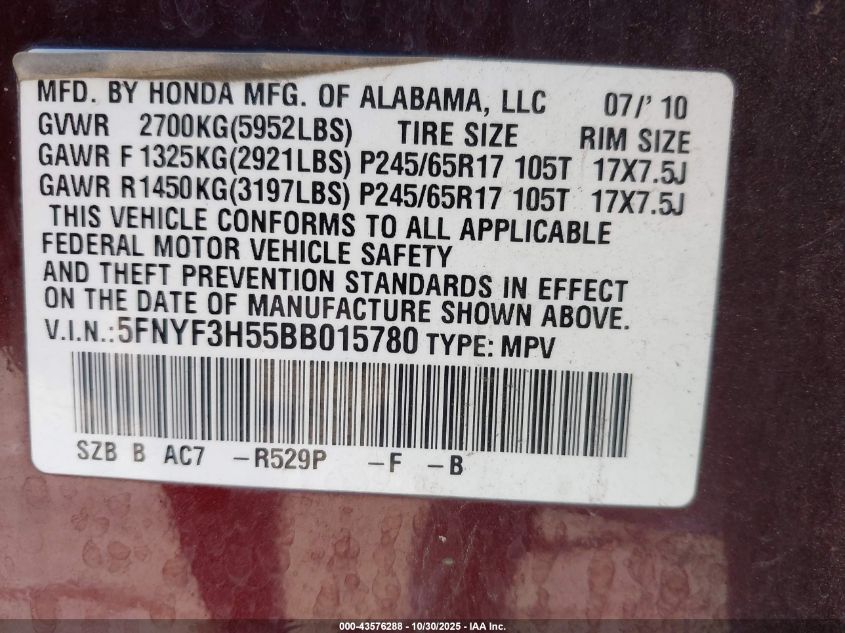 MFD. BY HONDA MFG. OF ALABAMA, LLC 07/' 10
GVWR 2700KG(5952LBS) TIRE SIZE RIM SIZE
GAWR F 1325KG(2921LBS) P245/65R17 105T 17X7.5J
GAWR R1450KG(3197LBS) P245/65R17 105T 17X7.5J
THIS VEHICLE CONFORMS TO ALL APPLICABLE
FEDERAL MOTOR VEHICLE SAFETY
AND THEFT PREVENTION STANDARDS IN EFFECT
ON THE DATE OF MANUFACTURE SHOWN ABOVE.
V.I.N.:5FNYF3H55BB015780 TYPE: MPV
SZB B AC7 -R529P -F -B
000-43576288 - 10/30/2025 - IAA Inc.